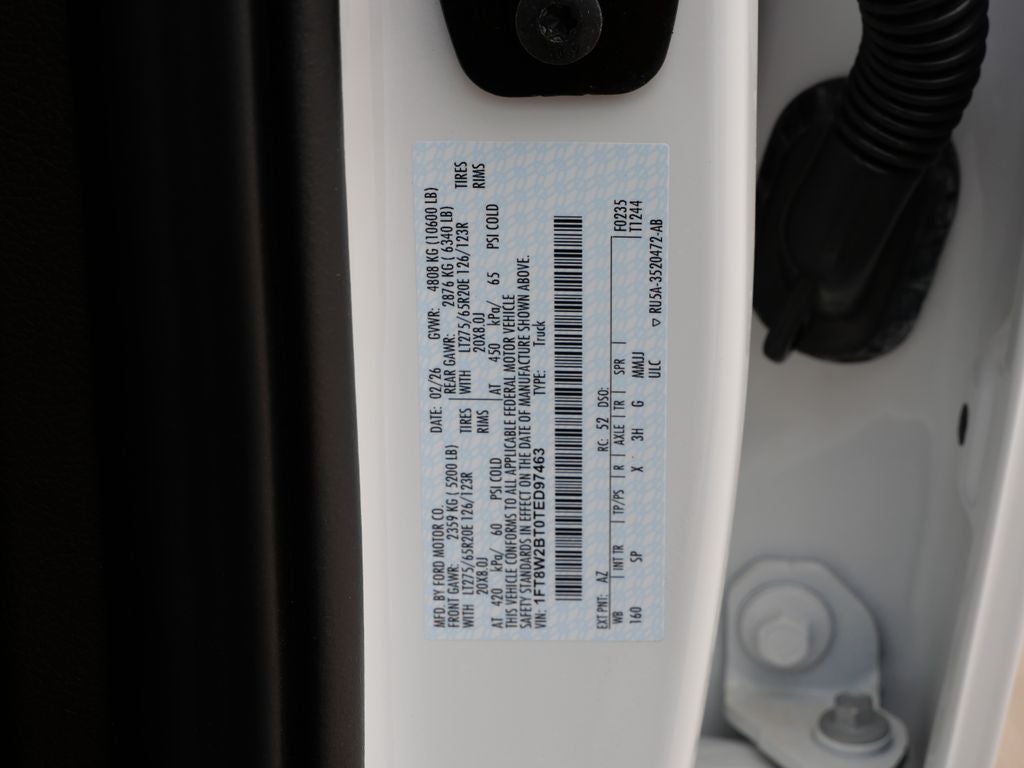 MFD. BY FORD MOTOR CO.
DATE: 02/26 GVWR: 4808 KG (10600 LB)
FRONT GAWR: 2359 KG ( 5200 LB)
REAR GAWR: 2876 KG ( 6340 LB)
WITH LT275/65R20E 126/123R TIRES
WITH LT275/65R20E 126/123R TIRES
20X8.0J RIMS
20X8.0J RIMS
AT 420 kPa/ 60 PSI COLD
AT 450 kPa/ 65 PSI COLD
THIS VEHICLE CONFORMS TO ALL APPLICABLE FEDERAL MOTOR VEHICLE
SAFETY STANDARDS IN EFFECT ON THE DATE OF MANUFACTURE SHOWN ABOVE.
VIN: 1FT8W2BT0TED97463 TYPE: Truck
EXT PNT: AZ RC: 52 DSO: F0235
WB | INT TR | TP/PS | R | AXLE | TR | SPR | T1244
160 5P X 3H G MMJJ
ULC ▽ RU5A-3520472-AB